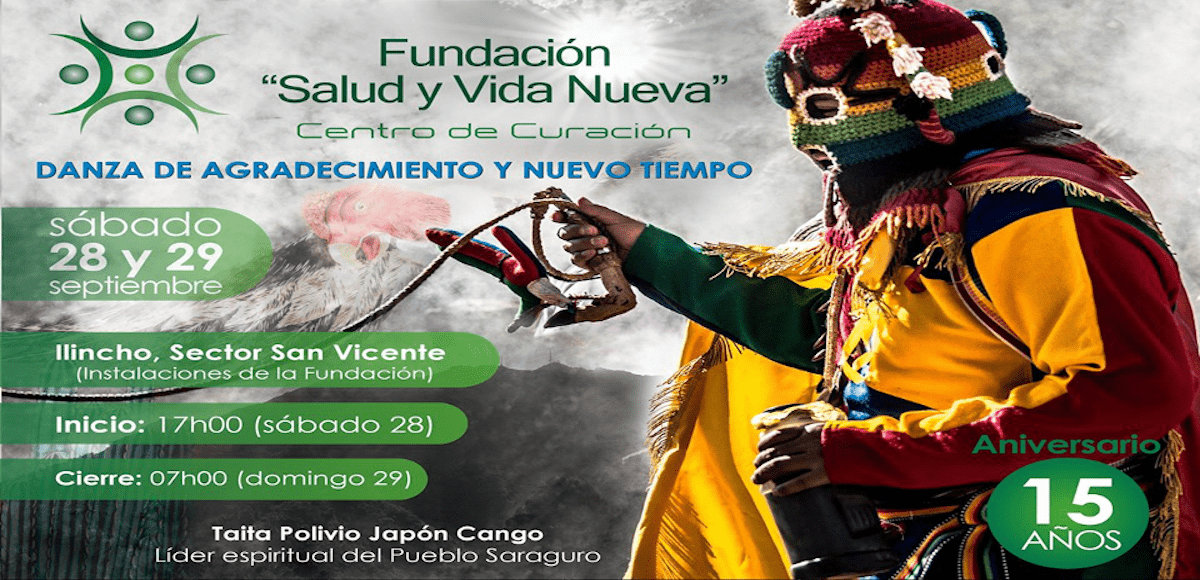 Fundación
“Salud y Vida Nueva”
Centro de Curación
DANZA DE AGRADECIMIENTO Y NUEVO TIEMPO
sábado
28 y 29
septiembre
Ilincho, Sector San Vicente
(Instalaciones de la Fundación)
Inicio: 17h00 (sábado 28)
Cierre: 07h00 (domingo 29)
Taita Polivio Japón Cango
Líder espiritual del Pueblo Saraguro
Aniversario
15
AÑOS